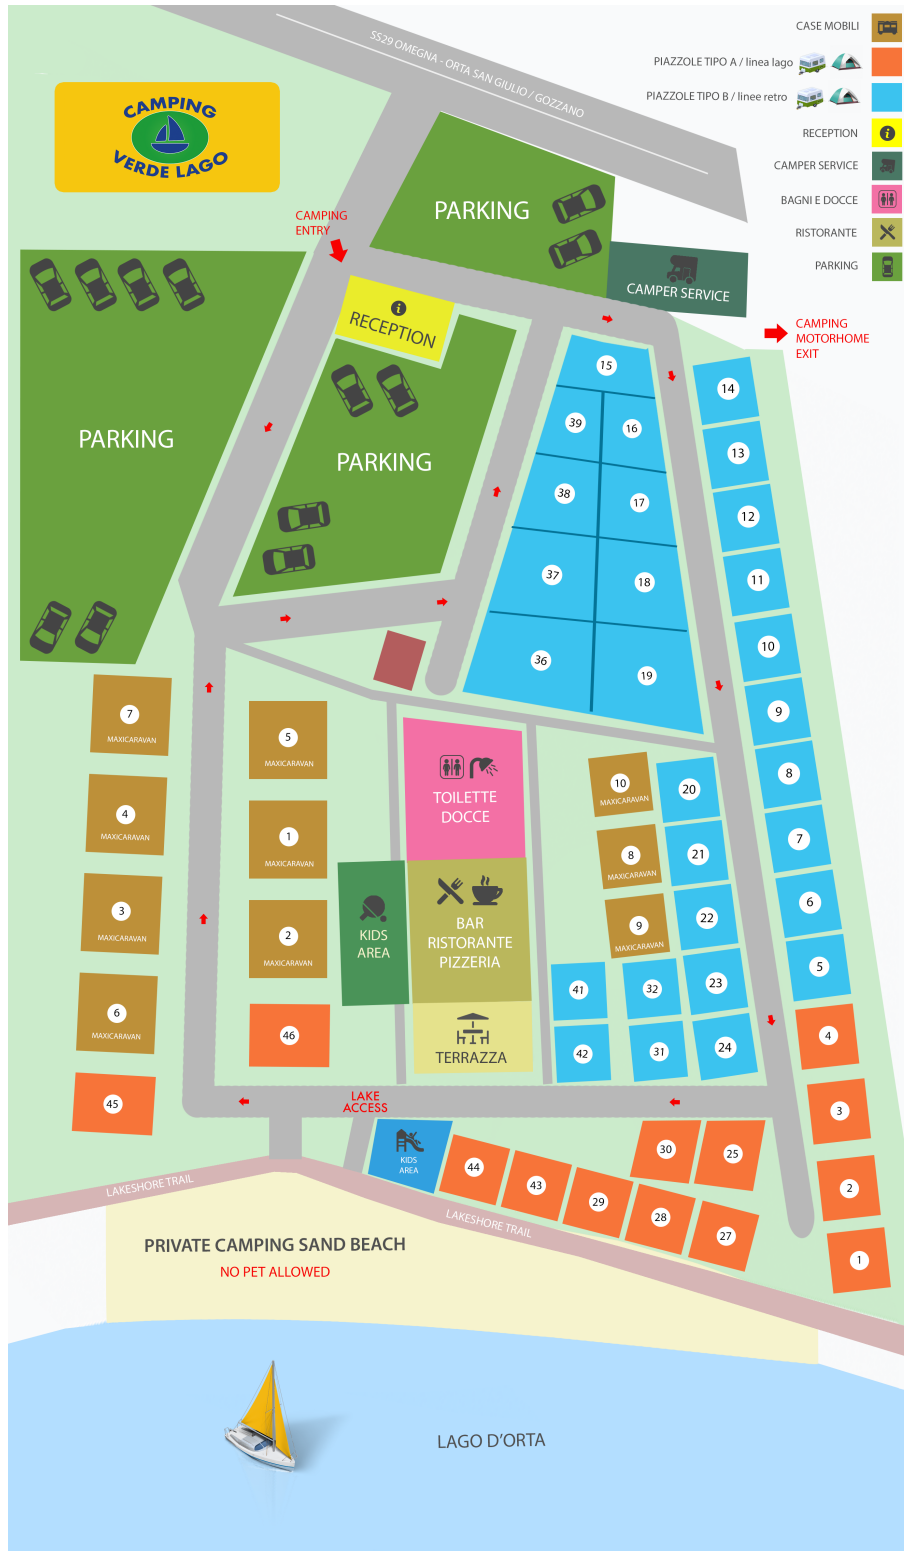 SS29 OMEGNA - ORTA SAN GIULIO / GOZZANO
CASE MOBILI
PIAZZOLE TIPO A / linea lago
PIAZZOLE TIPO B / linee retro
RECEPTION
CAMPER SERVICE
BAGNI E DOCCE
RISTORANTE
PARKING
CAMPING
VERDE LAGO
CAMPING
ENTRY
PARKING
CAMPER SERVICE
CAMPING
MOTORHOME
EXIT
RECEPTION
PARKING
PARKING
15
14
39
16
13
38
17
12
37
18
11
36
19
10
9
8
7
6
5
4
3
2
1
7
MAXICARAVAN
4
MAXICARAVAN
3
MAXICARAVAN
6
MAXICARAVAN
45
5
MAXICARAVAN
1
MAXICARAVAN
2
MAXICARAVAN
46
TOILETTE
DOCCE
KIDS
AREA
BAR
RISTORANTE
PIZZERIA
TERRAZZA
10
MAXICARAVAN
8
MAXICARAVAN
9
MAXICARAVAN
20
21
22
41
32
23
42
31
24
LAKE
ACCESS
KIDS
AREA
44
43
29
30
25
28
27
LAKESHORE TRAIL
LAKESHORE TRAIL
PRIVATE CAMPING SAND BEACH
NO PET ALLOWED
LAGO D'ORTA